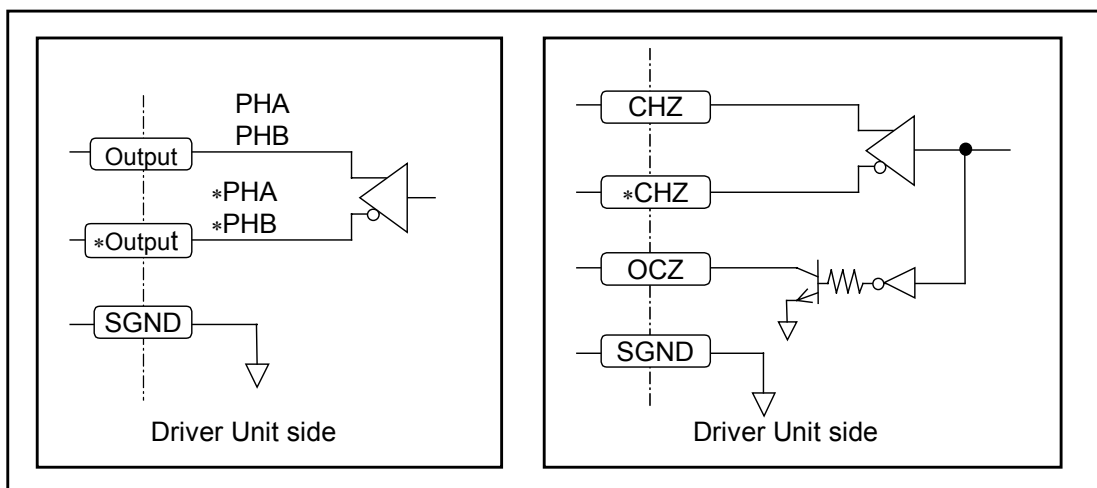 PHA
PHB
Output
*PHA
*PHB
*Output
SGND
Driver Unit side
CHZ
*CHZ
OCZ
SGND
Driver Unit side